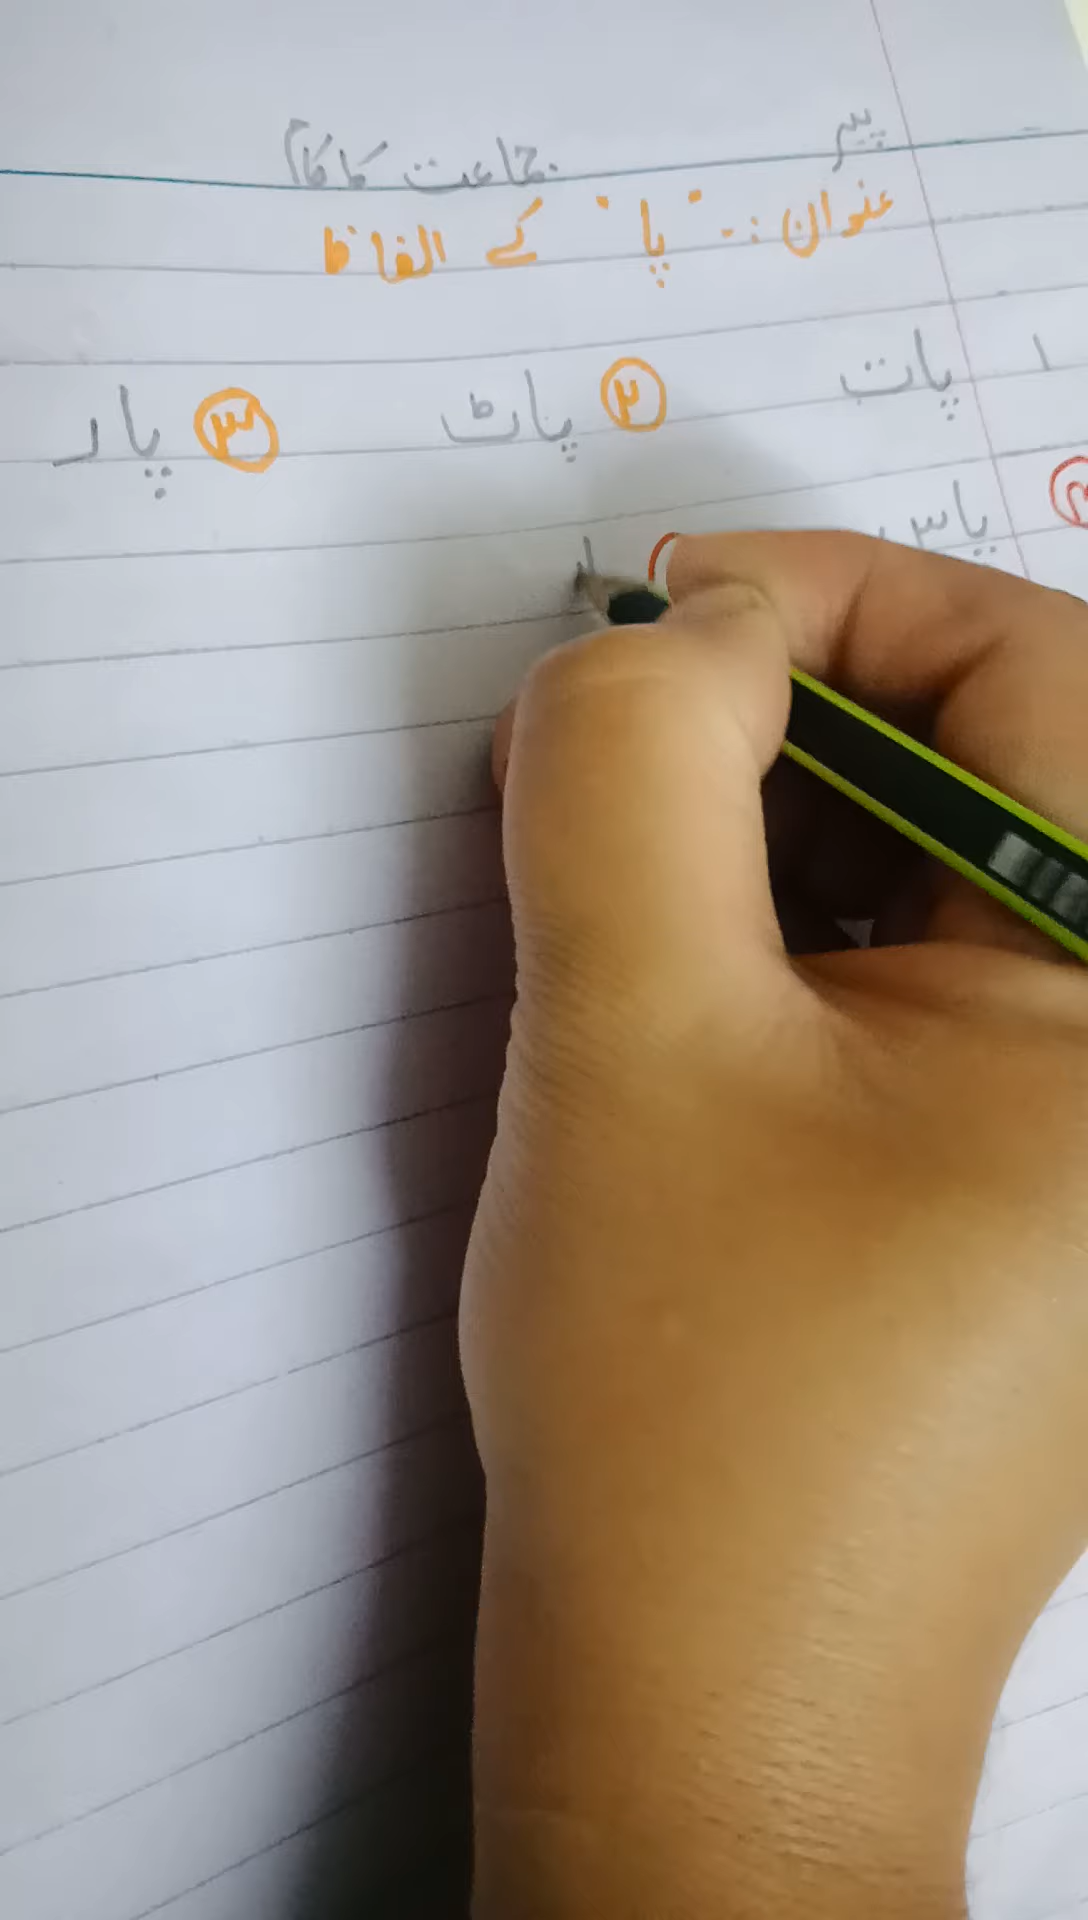 پیر جماعت کا کام
عنوان :- "پا" کے الفاظ
۱ پات ۲ پاٹ ۳ پار
۴ پاس